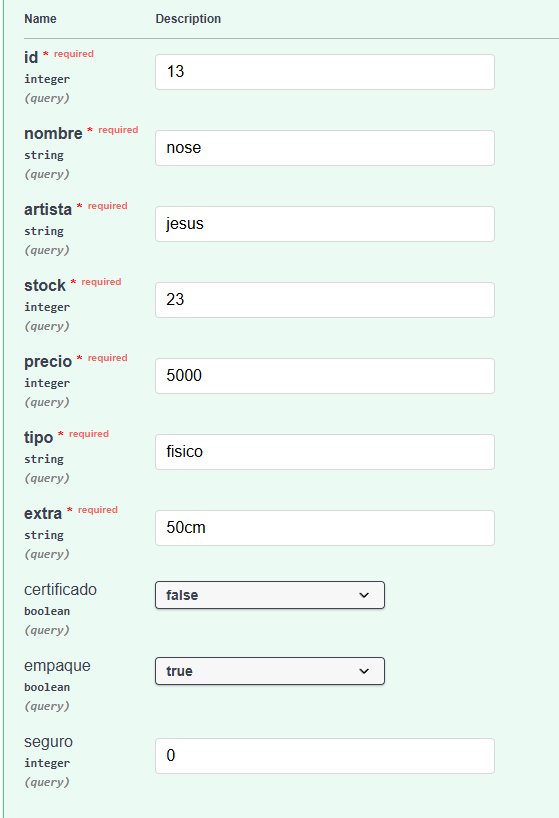 Name Description
id * required
integer
(query)
13
nombre * required
string
(query)
nose
artista * required
string
(query)
jesus
stock * required
integer
(query)
23
precio * required
integer
(query)
5000
tipo * required
string
(query)
fisico
extra * required
string
(query)
50cm
certificado
boolean
(query)
false
empaque
boolean
(query)
true
seguro
integer
(query)
0